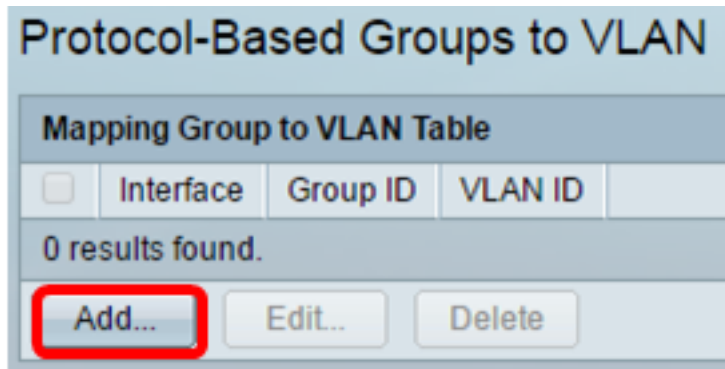 Protocol-Based Groups to VLAN
Mapping Group to VLAN Table
Interface Group ID VLAN ID
0 results found.
Add... Edit... Delete